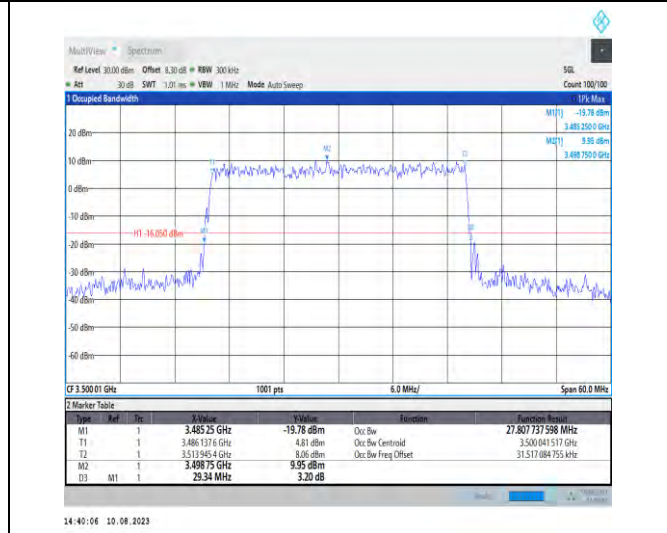 MultiView Spectrum
Ref Level 30.00 dBm Offset 8.30 dB RBW 300 kHz SGL
Att 30 dB SWT 1.01 ms VBW 1 MHz Mode Auto Sweep Count 100/100
1 Occupied Bandwidth 1Pk Max
M1[1] -19.78 dBm
3.485 250 0 GHz
M2[1] 9.95 dBm
3.498 750 0 GHz
20 dBm
M2
10 dBm
T1
0 dBm
-10 dBm
H1 -16.050 dBm
M1
-20 dBm
-30 dBm
-40 dBm
-50 dBm
-60 dBm
CF 3.500 01 GHz 1001 pts 6.0 MHz/ Span 60.0 MHz
2 Marker Table
Type Ref Trc X-Value Y-Value Function Function Result
M1 1 3.485 25 GHz -19.78 dBm Occ Bw 27.807 737 598 MHz
T1 1 3.486 137 6 GHz 4.81 dBm Occ Bw Centroid 3.500 041 517 GHz
T2 1 3.513 945 4 GHz 8.06 dBm Occ Bw Freq Offset 31.517 084 755 kHz
M2 1 3.498 75 GHz 9.95 dBm
D3 M1 1 29.34 MHz 3.20 dB
14:40:06 10.08.2023